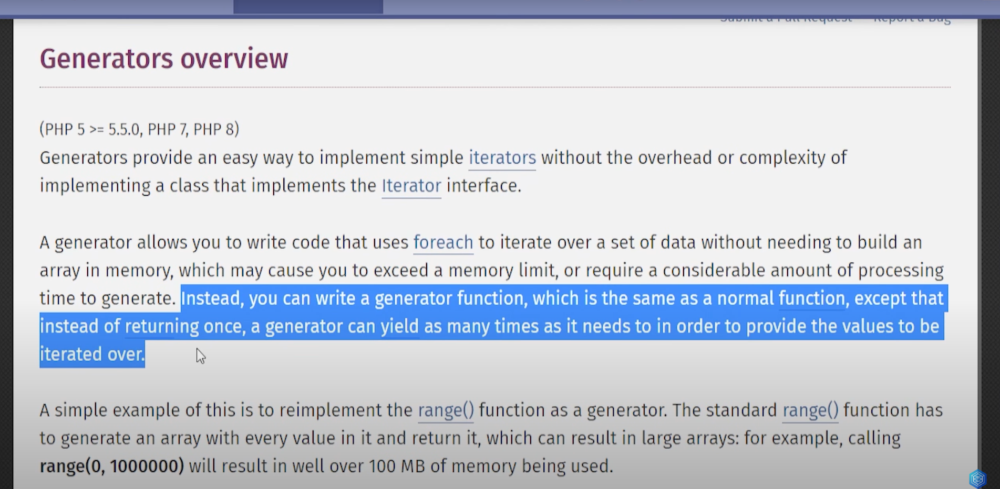 Submit a Pull Request Report a Bug
Generators overview
(PHP 5 >= 5.5.0, PHP 7, PHP 8)
Generators provide an easy way to implement simple iterators without the overhead or complexity of
implementing a class that implements the Iterator interface.
A generator allows you to write code that uses foreach to iterate over a set of data without needing to build an
array in memory, which may cause you to exceed a memory limit, or require a considerable amount of processing
time to generate. Instead, you can write a generator function, which is the same as a normal function, except that
instead of returning once, a generator can yield as many times as it needs to in order to provide the values to be
iterated over.
A simple example of this is to reimplement the range() function as a generator. The standard range() function has
to generate an array with every value in it and return it, which can result in large arrays: for example, calling
range(0, 1000000) will result in well over 100 MB of memory being used.